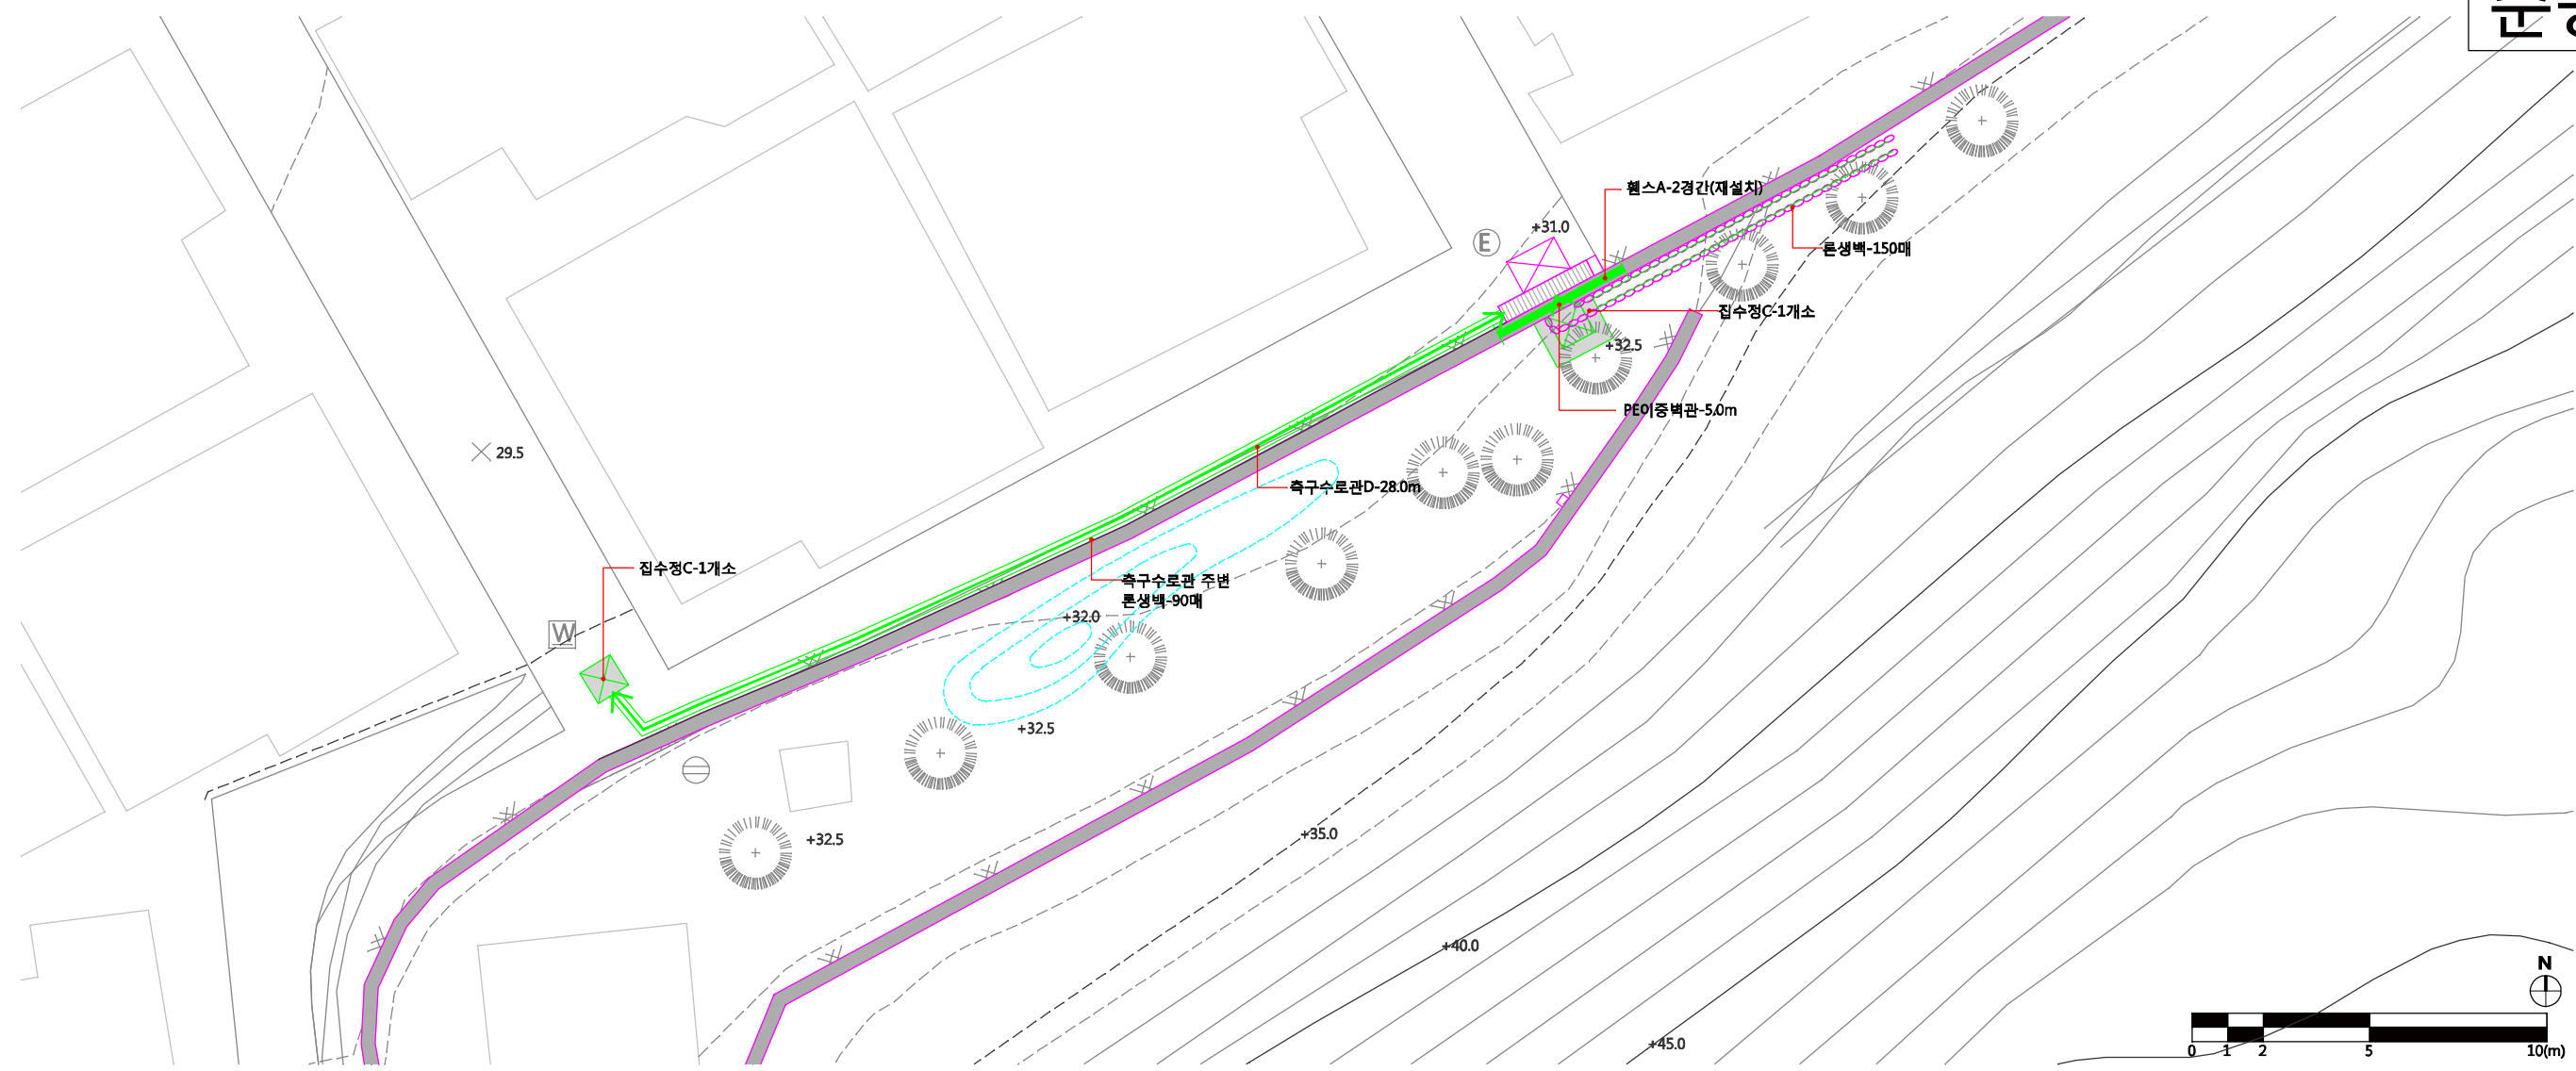 +31.0
휀스A-2경간(재설치)
E
론생백-150매
집수정C-1개소
+32.5
PE이중벽관-5.0m
29.5
측구수로관D-28.0m
집수정C-1개소
측구수로관 주변
론생백-90매
+32.0
W
+32.5
+32.5
+35.0
+40.0
+45.0
N
0 1 2 5 10(m)